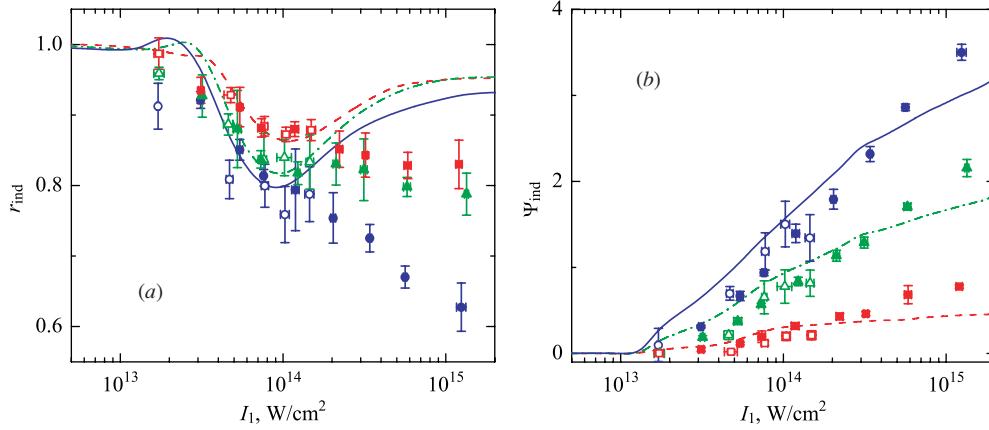 1.0
0.8
0.6
r_ind
(a)
10^13
10^14
10^15
I_1, W/cm^2
4
2
0
Ψ_ind
(b)
10^13
10^14
10^15
I_1, W/cm^2